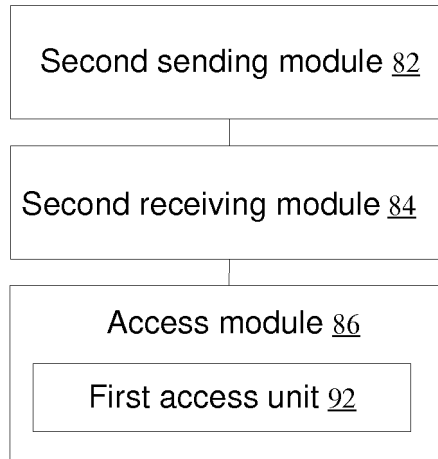 Second sending module 82
Second receiving module 84
Access module 86
First access unit 92